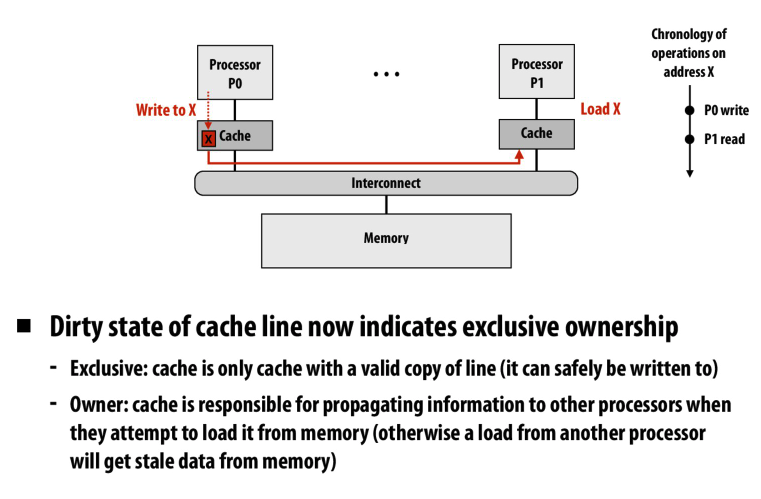 Chronology of
operations on
address X
Processor
P0
• • •
Processor
P1
Write to X
Load X
P0 write
X
Cache
Cache
P1 read
Interconnect
Memory
■ Dirty state of cache line now indicates exclusive ownership
- Exclusive: cache is only cache with a valid copy of line (it can safely be written to)
- Owner: cache is responsible for propagating information to other processors when
they attempt to load it from memory (otherwise a load from another processor
will get stale data from memory)